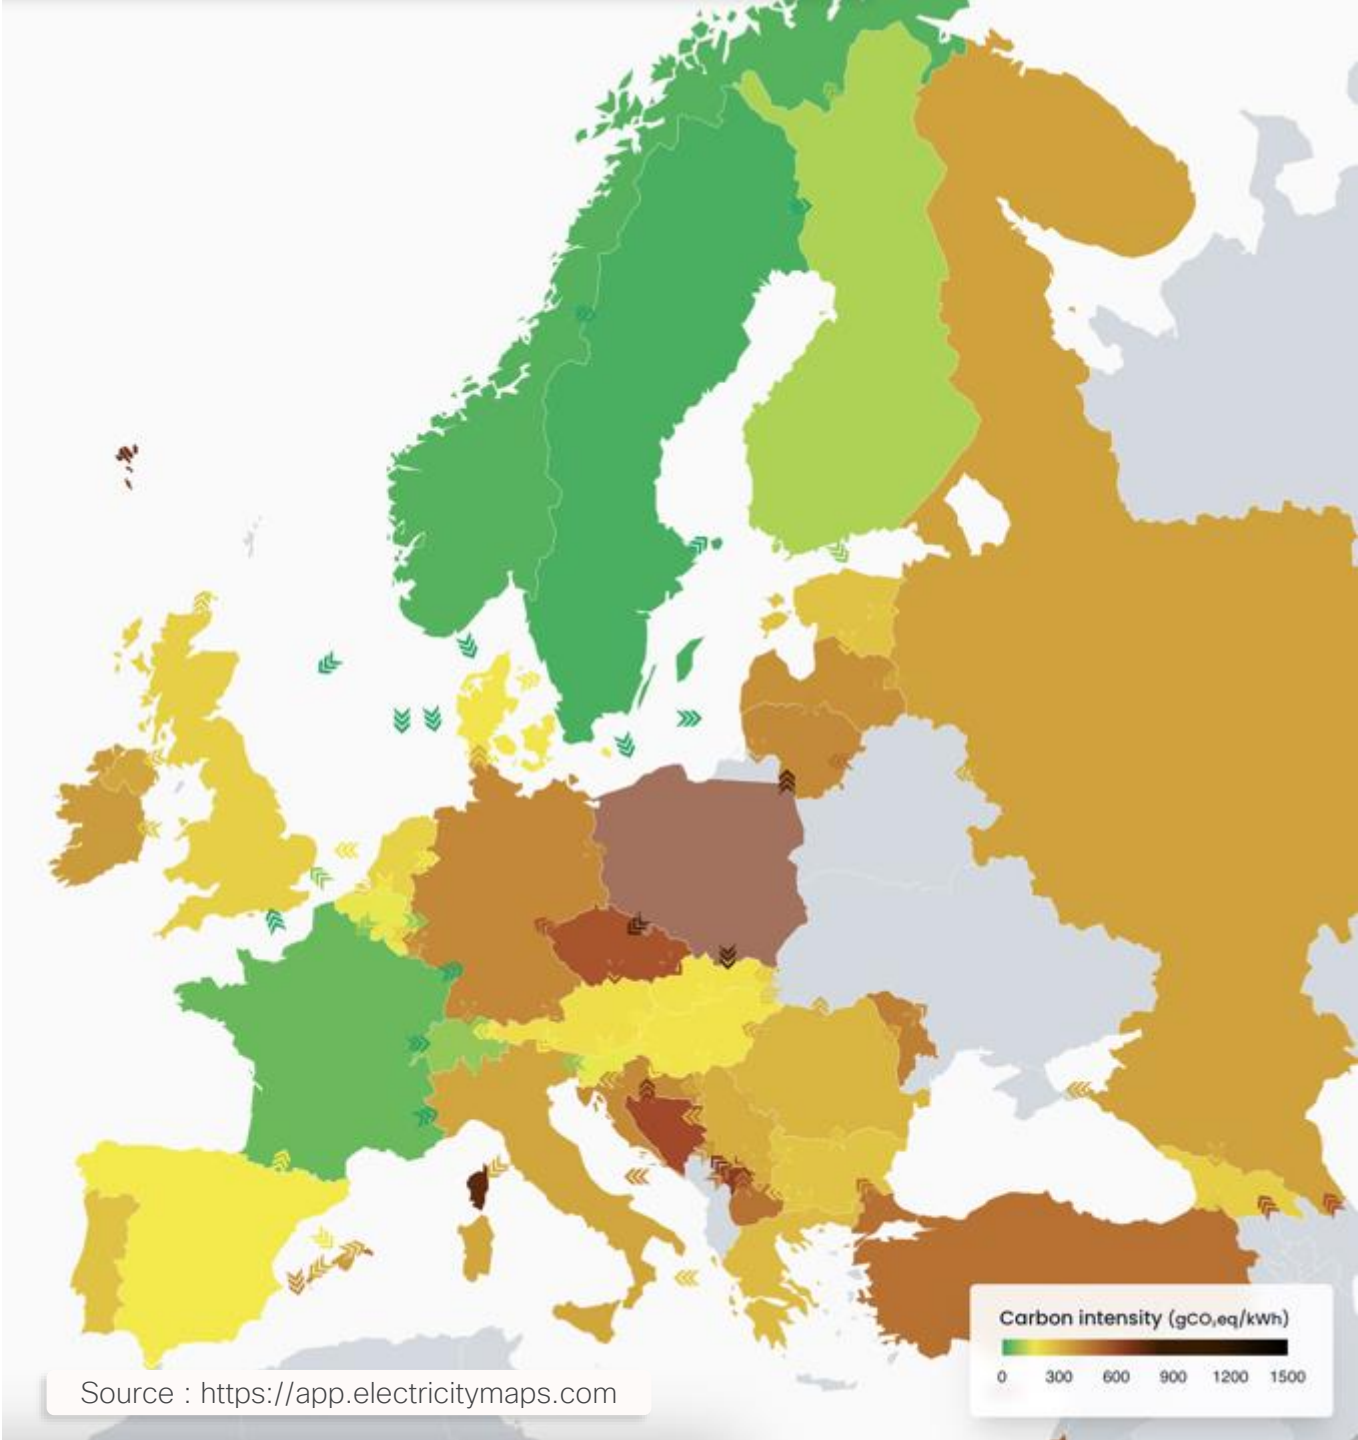 Carbon intensity (gCO₂eq/kWh)
0 300 600 900 1200 1500
Source : https://app.electricitymaps.com